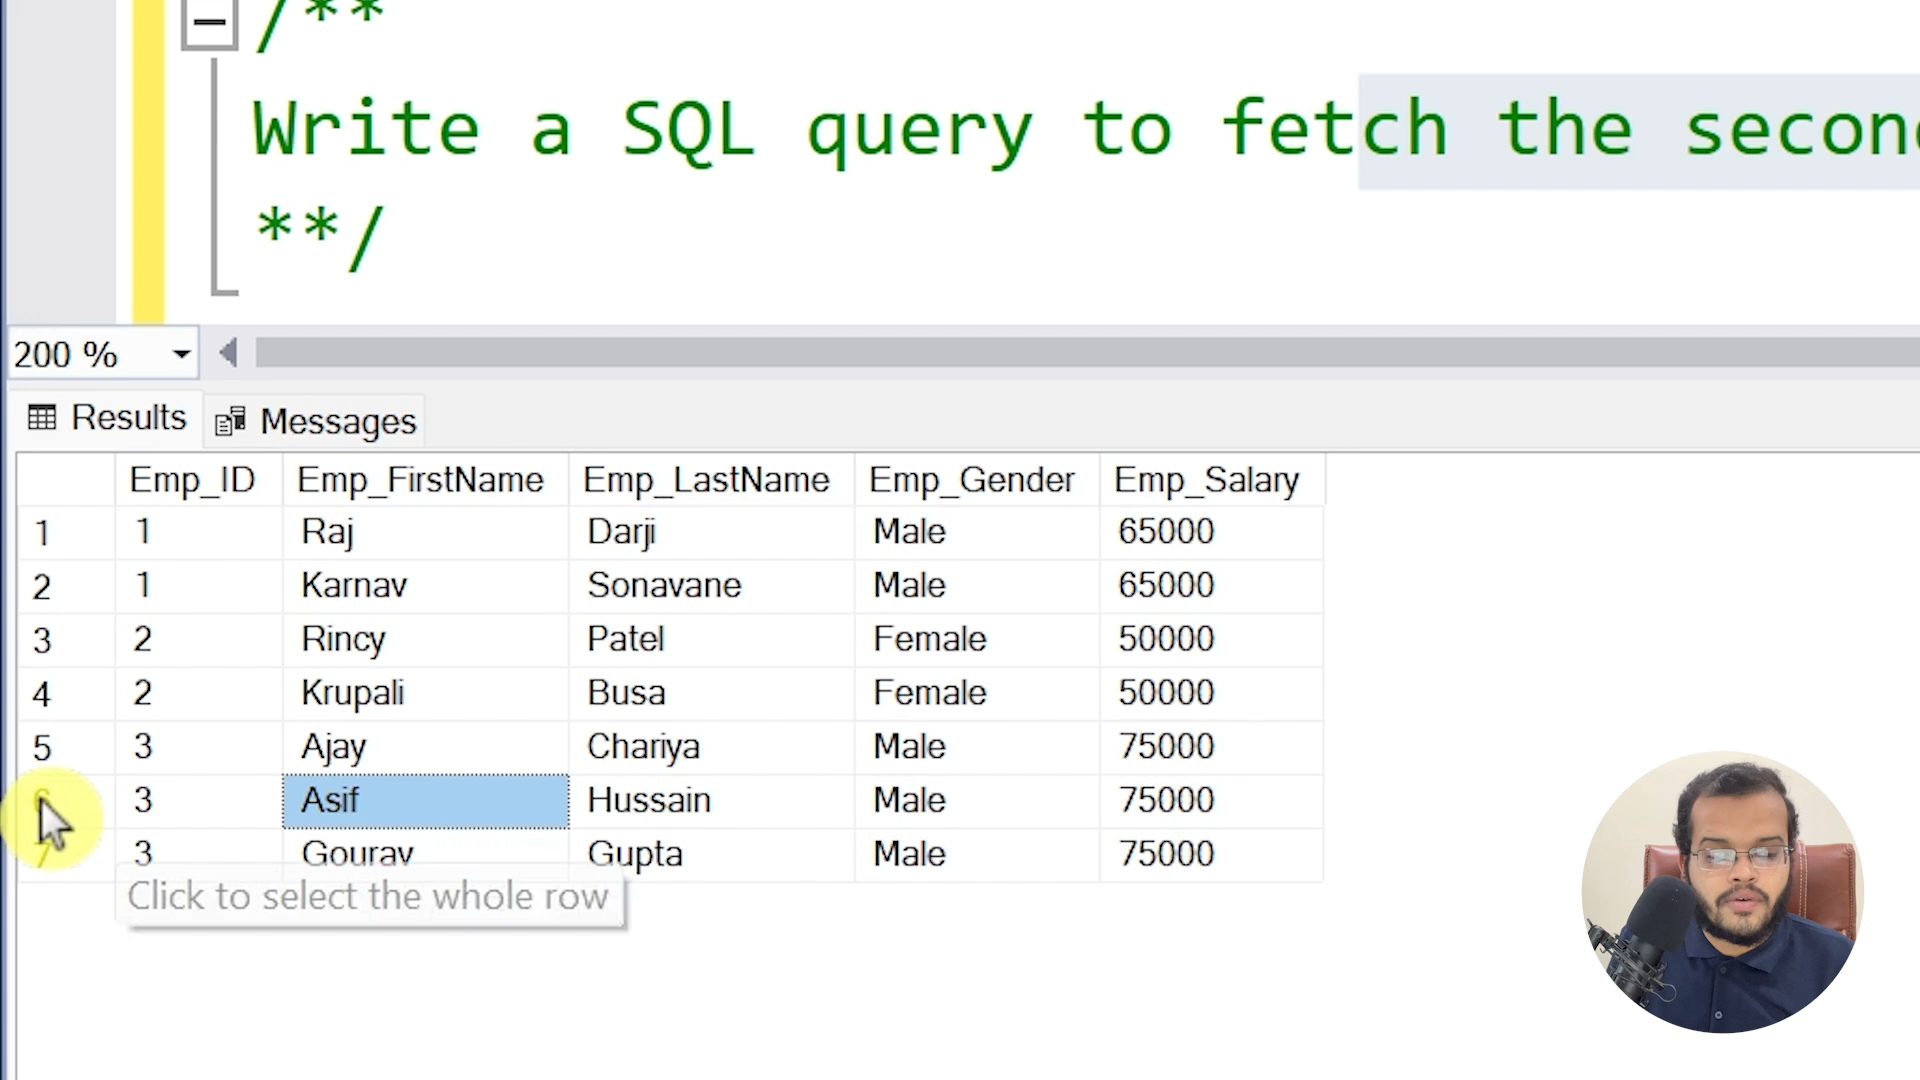 /**
Write a SQL query to fetch the secon
**/
200 %
Results Messages
Emp_ID Emp_FirstName Emp_LastName Emp_Gender Emp_Salary
1 1 Raj Darji Male 65000
2 1 Karnav Sonavane Male 65000
3 2 Rincy Patel Female 50000
4 2 Krupali Busa Female 50000
5 3 Ajay Chariya Male 75000
6 3 Asif Hussain Male 75000
7 3 Gourav Gupta Male 75000
Click to select the whole row